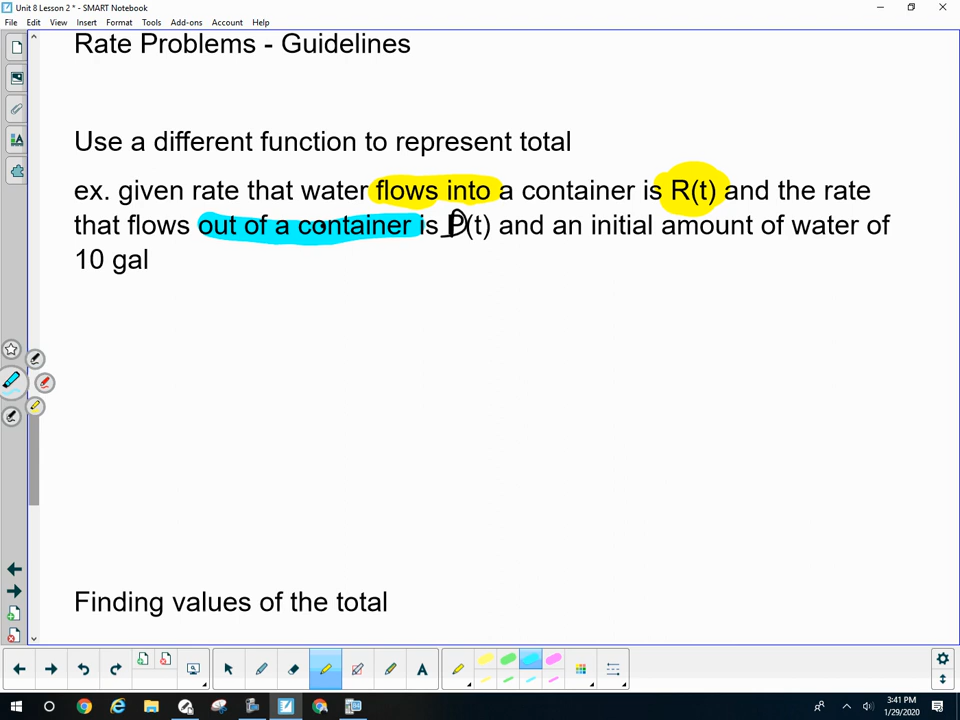 Unit 8 Lesson 2 * - SMART Notebook
File Edit View Insert Format Tools Add-ons Account Help
Rate Problems - Guidelines
Use a different function to represent total
ex. given rate that water flows into a container is R(t) and the rate
that flows out of a container is D(t) and an initial amount of water of
10 gal
Finding values of the total
A
3:41 PM
1/29/2020